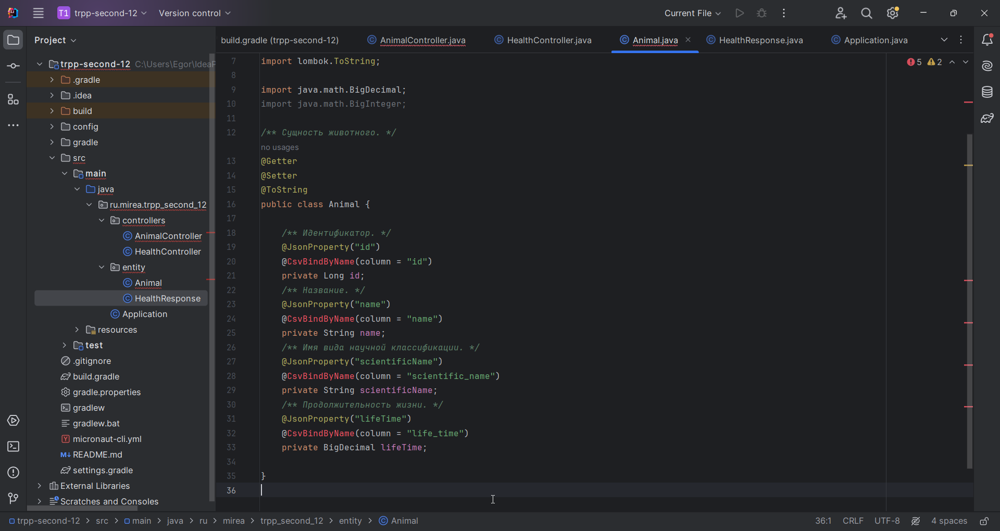 T1 trpp-second-12 Version control Current File
Project
build.gradle (trpp-second-12) AnimalController.java HealthController.java Animal.java HealthResponse.java Application.java
trpp-second-12 C:\Users\Egor\IdeaP
.gradle
.idea
build
config
gradle
src
main
java
ru.mirea.trpp_second_12
controllers
AnimalController
HealthController
entity
Animal
HealthResponse
Application
resources
test
.gitignore
build.gradle
gradle.properties
gradlew
gradlew.bat
micronaut-cli.yml
README.md
settings.gradle
External Libraries
Scratches and Consoles
5 2
7 import lombok.ToString;
8
9 import java.math.BigDecimal;
10 import java.math.BigInteger;
11
12 /** Сущность животного. */
no usages
13 @Getter
14 @Setter
15 @ToString
16 public class Animal {
17
18 /** Идентификатор. */
19 @JsonProperty("id")
20 @CsvBindByName(column = "id")
21 private Long id;
22 /** Название. */
23 @JsonProperty("name")
24 @CsvBindByName(column = "name")
25 private String name;
26 /** Имя вида научной классификации. */
27 @JsonProperty("scientificName")
28 @CsvBindByName(column = "scientific_name")
29 private String scientificName;
30 /** Продолжительность жизни. */
31 @JsonProperty("lifeTime")
32 @CsvBindByName(column = "life_time")
33 private BigDecimal lifeTime;
34
35 }
36
trpp-second-12 > src > main > java > ru > mirea > trpp_second_12 > entity > Animal 36:1 CRLF UTF-8 4 spaces